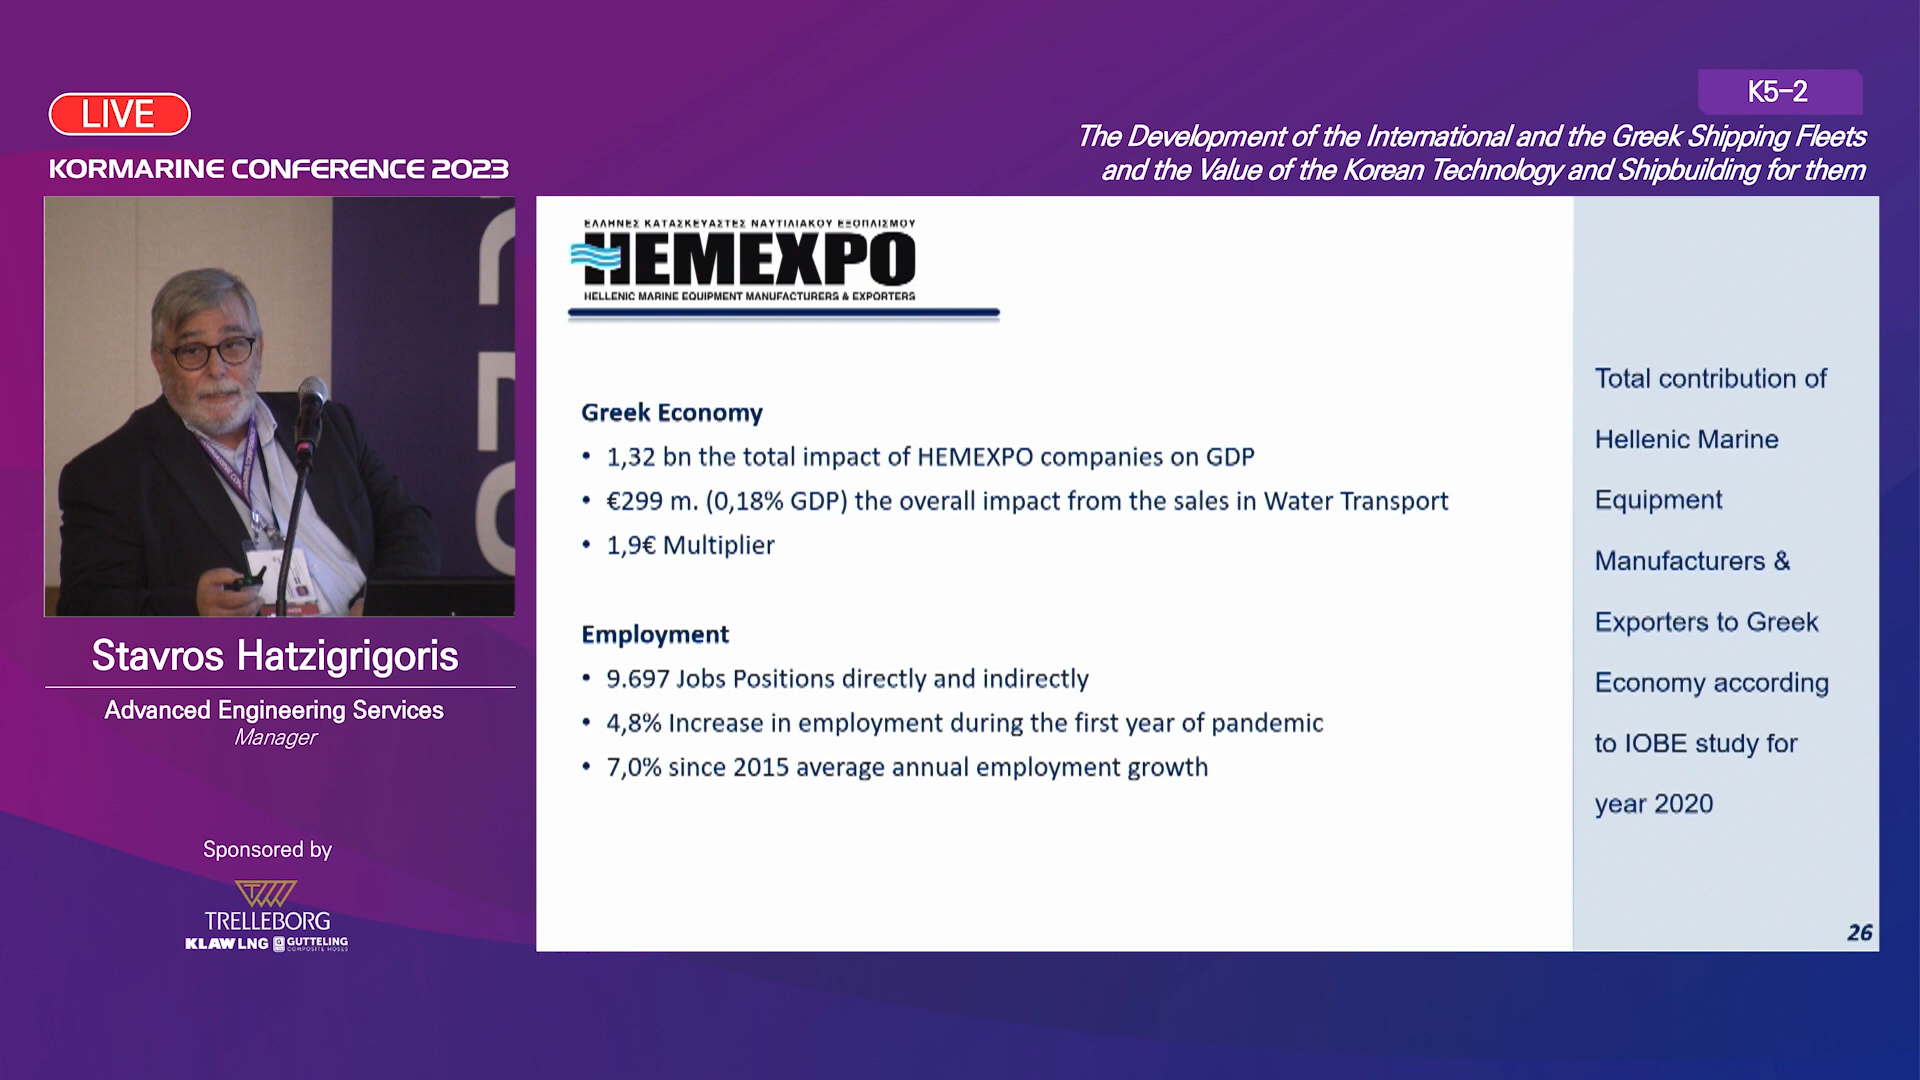 LIVE
KORMARINE CONFERENCE 2023
K5-2
The Development of the International and the Greek Shipping Fleets
and the Value of the Korean Technology and Shipbuilding for them
Stavros Hatzigrigoris
Advanced Engineering Services
Manager
Sponsored by
TRELLEBORG
KLAW LNG GUTTELING
COMPOSITE HOSES
ΕΛΛΗΝΕΣ ΚΑΤΑΣΚΕΥΑΣΤΕΣ ΝΑΥΤΙΛΙΑΚΟΥ ΕΞΟΠΛΙΣΜΟΥ
HEMEXPO
HELLENIC MARINE EQUIPMENT MANUFACTURERS & EXPORTERS
Greek Economy
• 1,32 bn the total impact of HEMEXPO companies on GDP
• €299 m. (0,18% GDP) the overall impact from the sales in Water Transport
• 1,9€ Multiplier
Employment
• 9.697 Jobs Positions directly and indirectly
• 4,8% Increase in employment during the first year of pandemic
• 7,0% since 2015 average annual employment growth
Total contribution of
Hellenic Marine
Equipment
Manufacturers &
Exporters to Greek
Economy according
to IOBE study for
year 2020
26